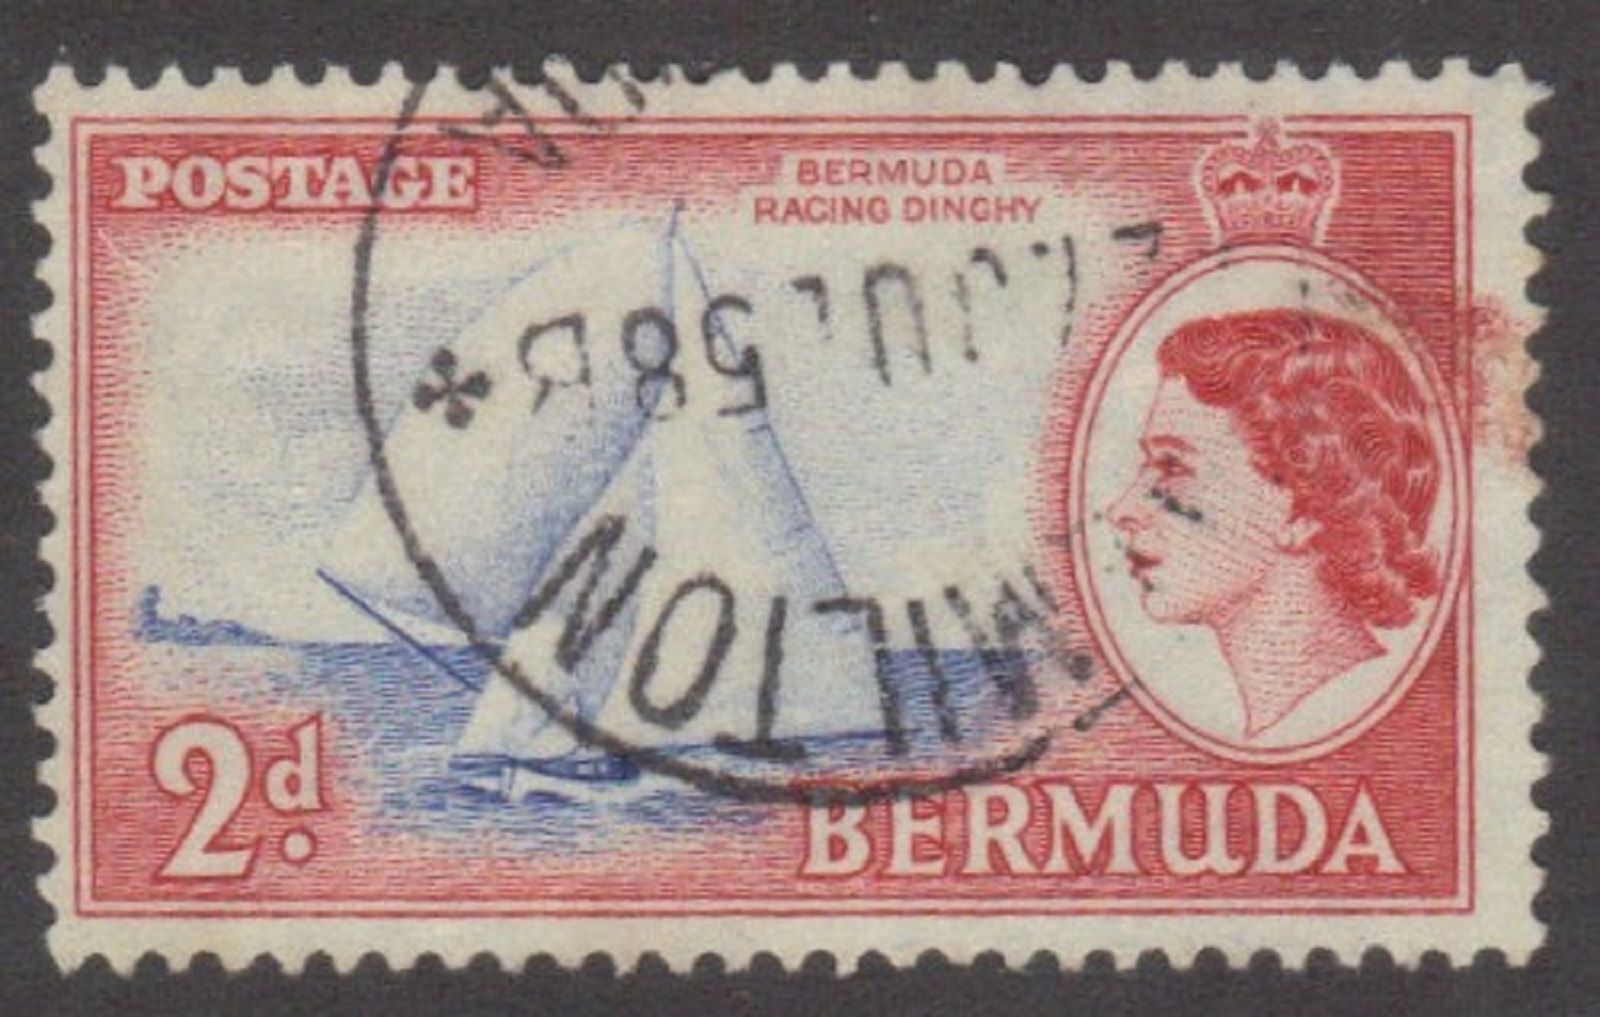 POSTAGE
BERMUDA
RACING DINGHY
JUL 58
MILTON
2d.
BERMUDA